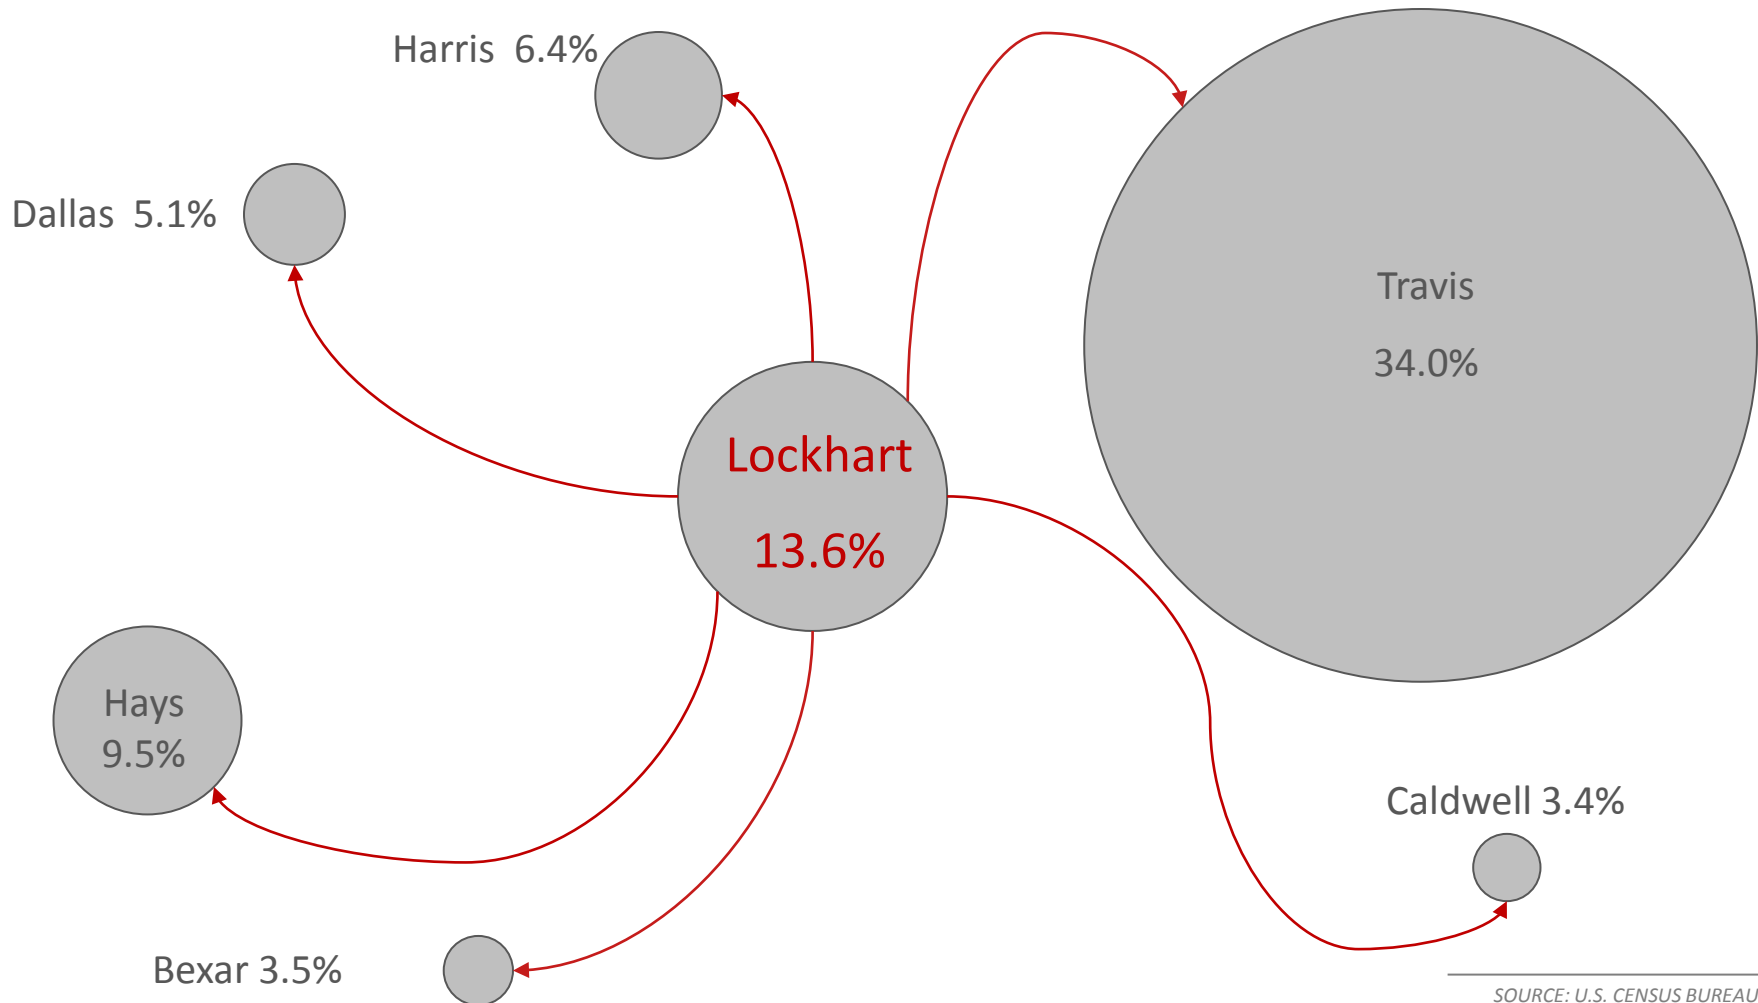 Harris 6.4%
Dallas 5.1%
Travis
34.0%
Lockhart
13.6%
Hays
9.5%
Caldwell 3.4%
Bexar 3.5%
SOURCE: U.S. CENSUS BUREAU